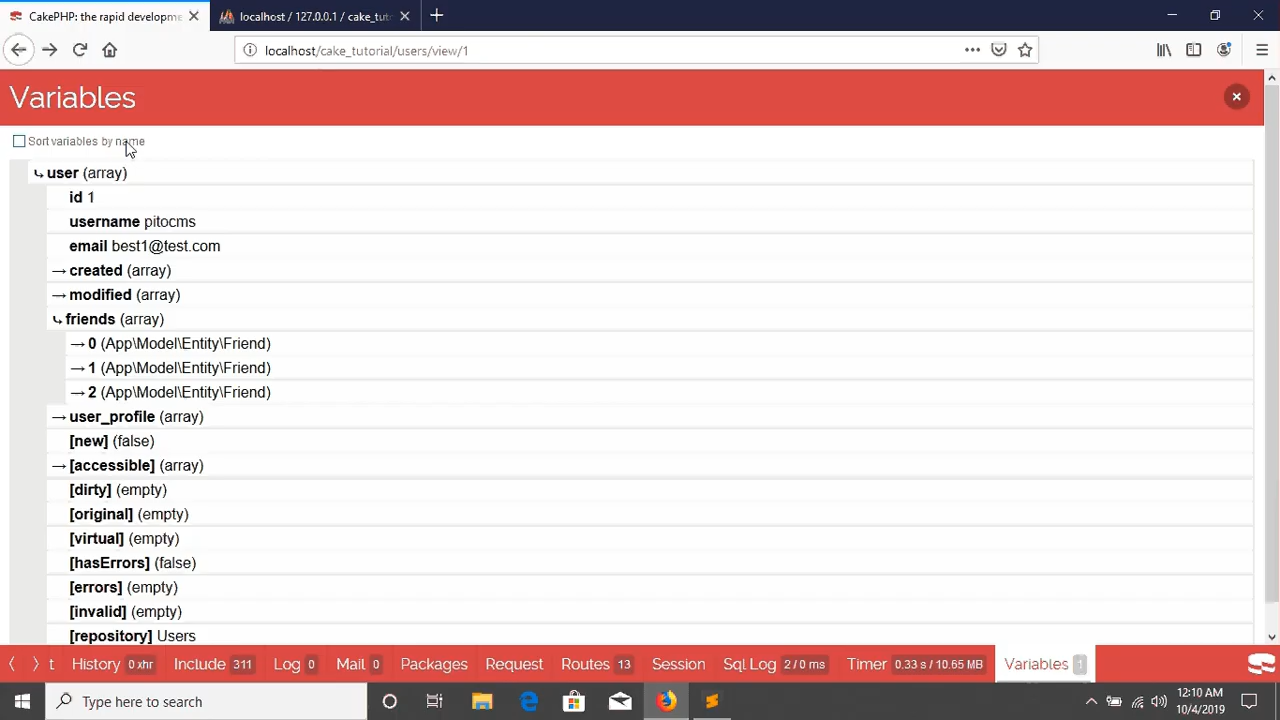 CakePHP: the rapid developme
localhost / 127.0.0.1 / cake_tut
localhost/cake_tutorial/users/view/1
Variables
Sort variables by name
user (array)
id 1
username pitocms
email best1@test.com
created (array)
modified (array)
friends (array)
0 (App\Model\Entity\Friend)
1 (App\Model\Entity\Friend)
2 (App\Model\Entity\Friend)
user_profile (array)
[new] (false)
[accessible] (array)
[dirty] (empty)
[original] (empty)
[virtual] (empty)
[hasErrors] (false)
[errors] (empty)
[invalid] (empty)
[repository] Users
t History 0 xhr Include 311 Log 0 Mail 0 Packages Request Routes 13 Session Sql Log 2 / 0 ms Timer 0.33 s / 10.65 MB Variables 1
Type here to search
12:10 AM
10/4/2019